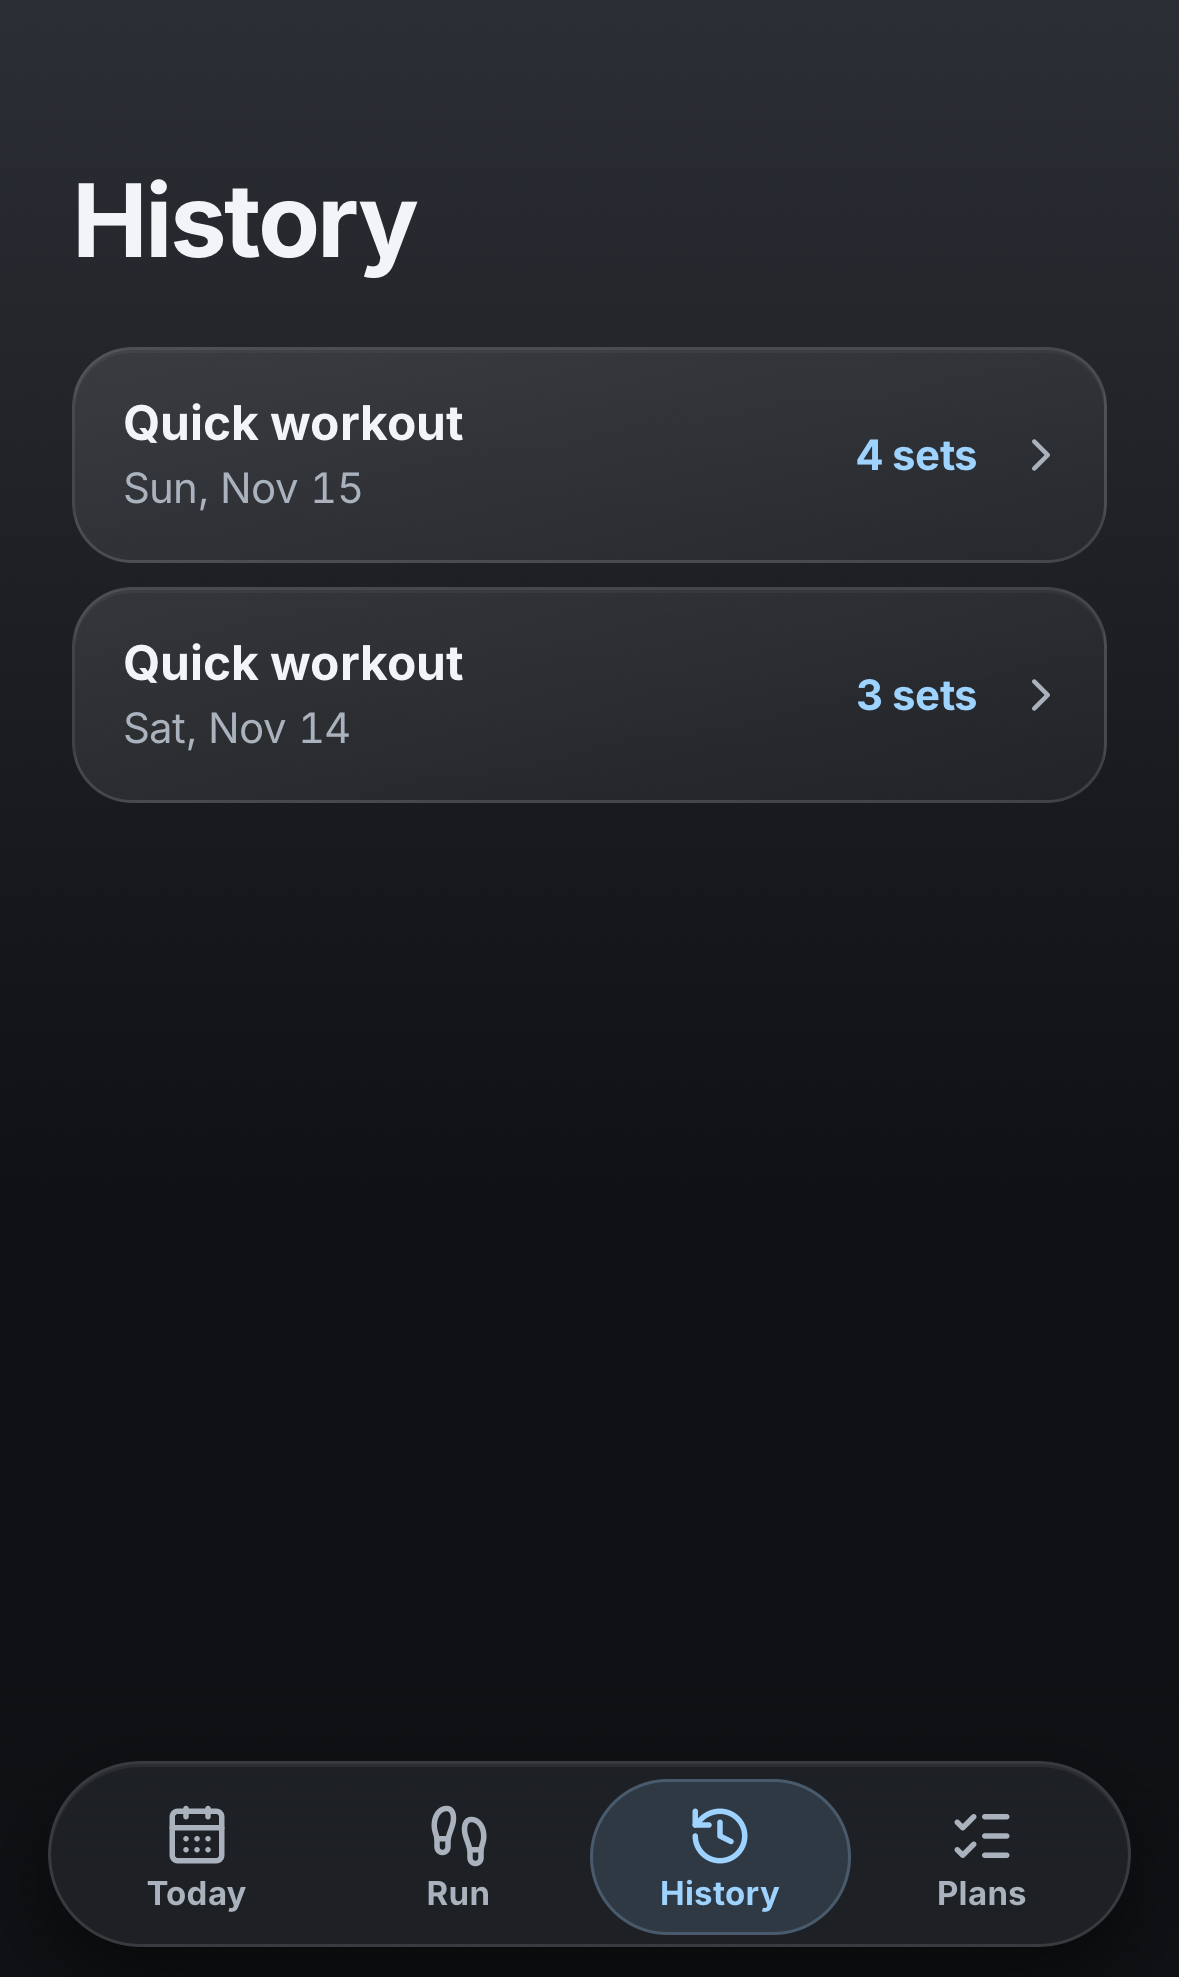 History
Quick workout
Sun, Nov 15
4 sets
Quick workout
Sat, Nov 14
3 sets
Today
Run
History
Plans